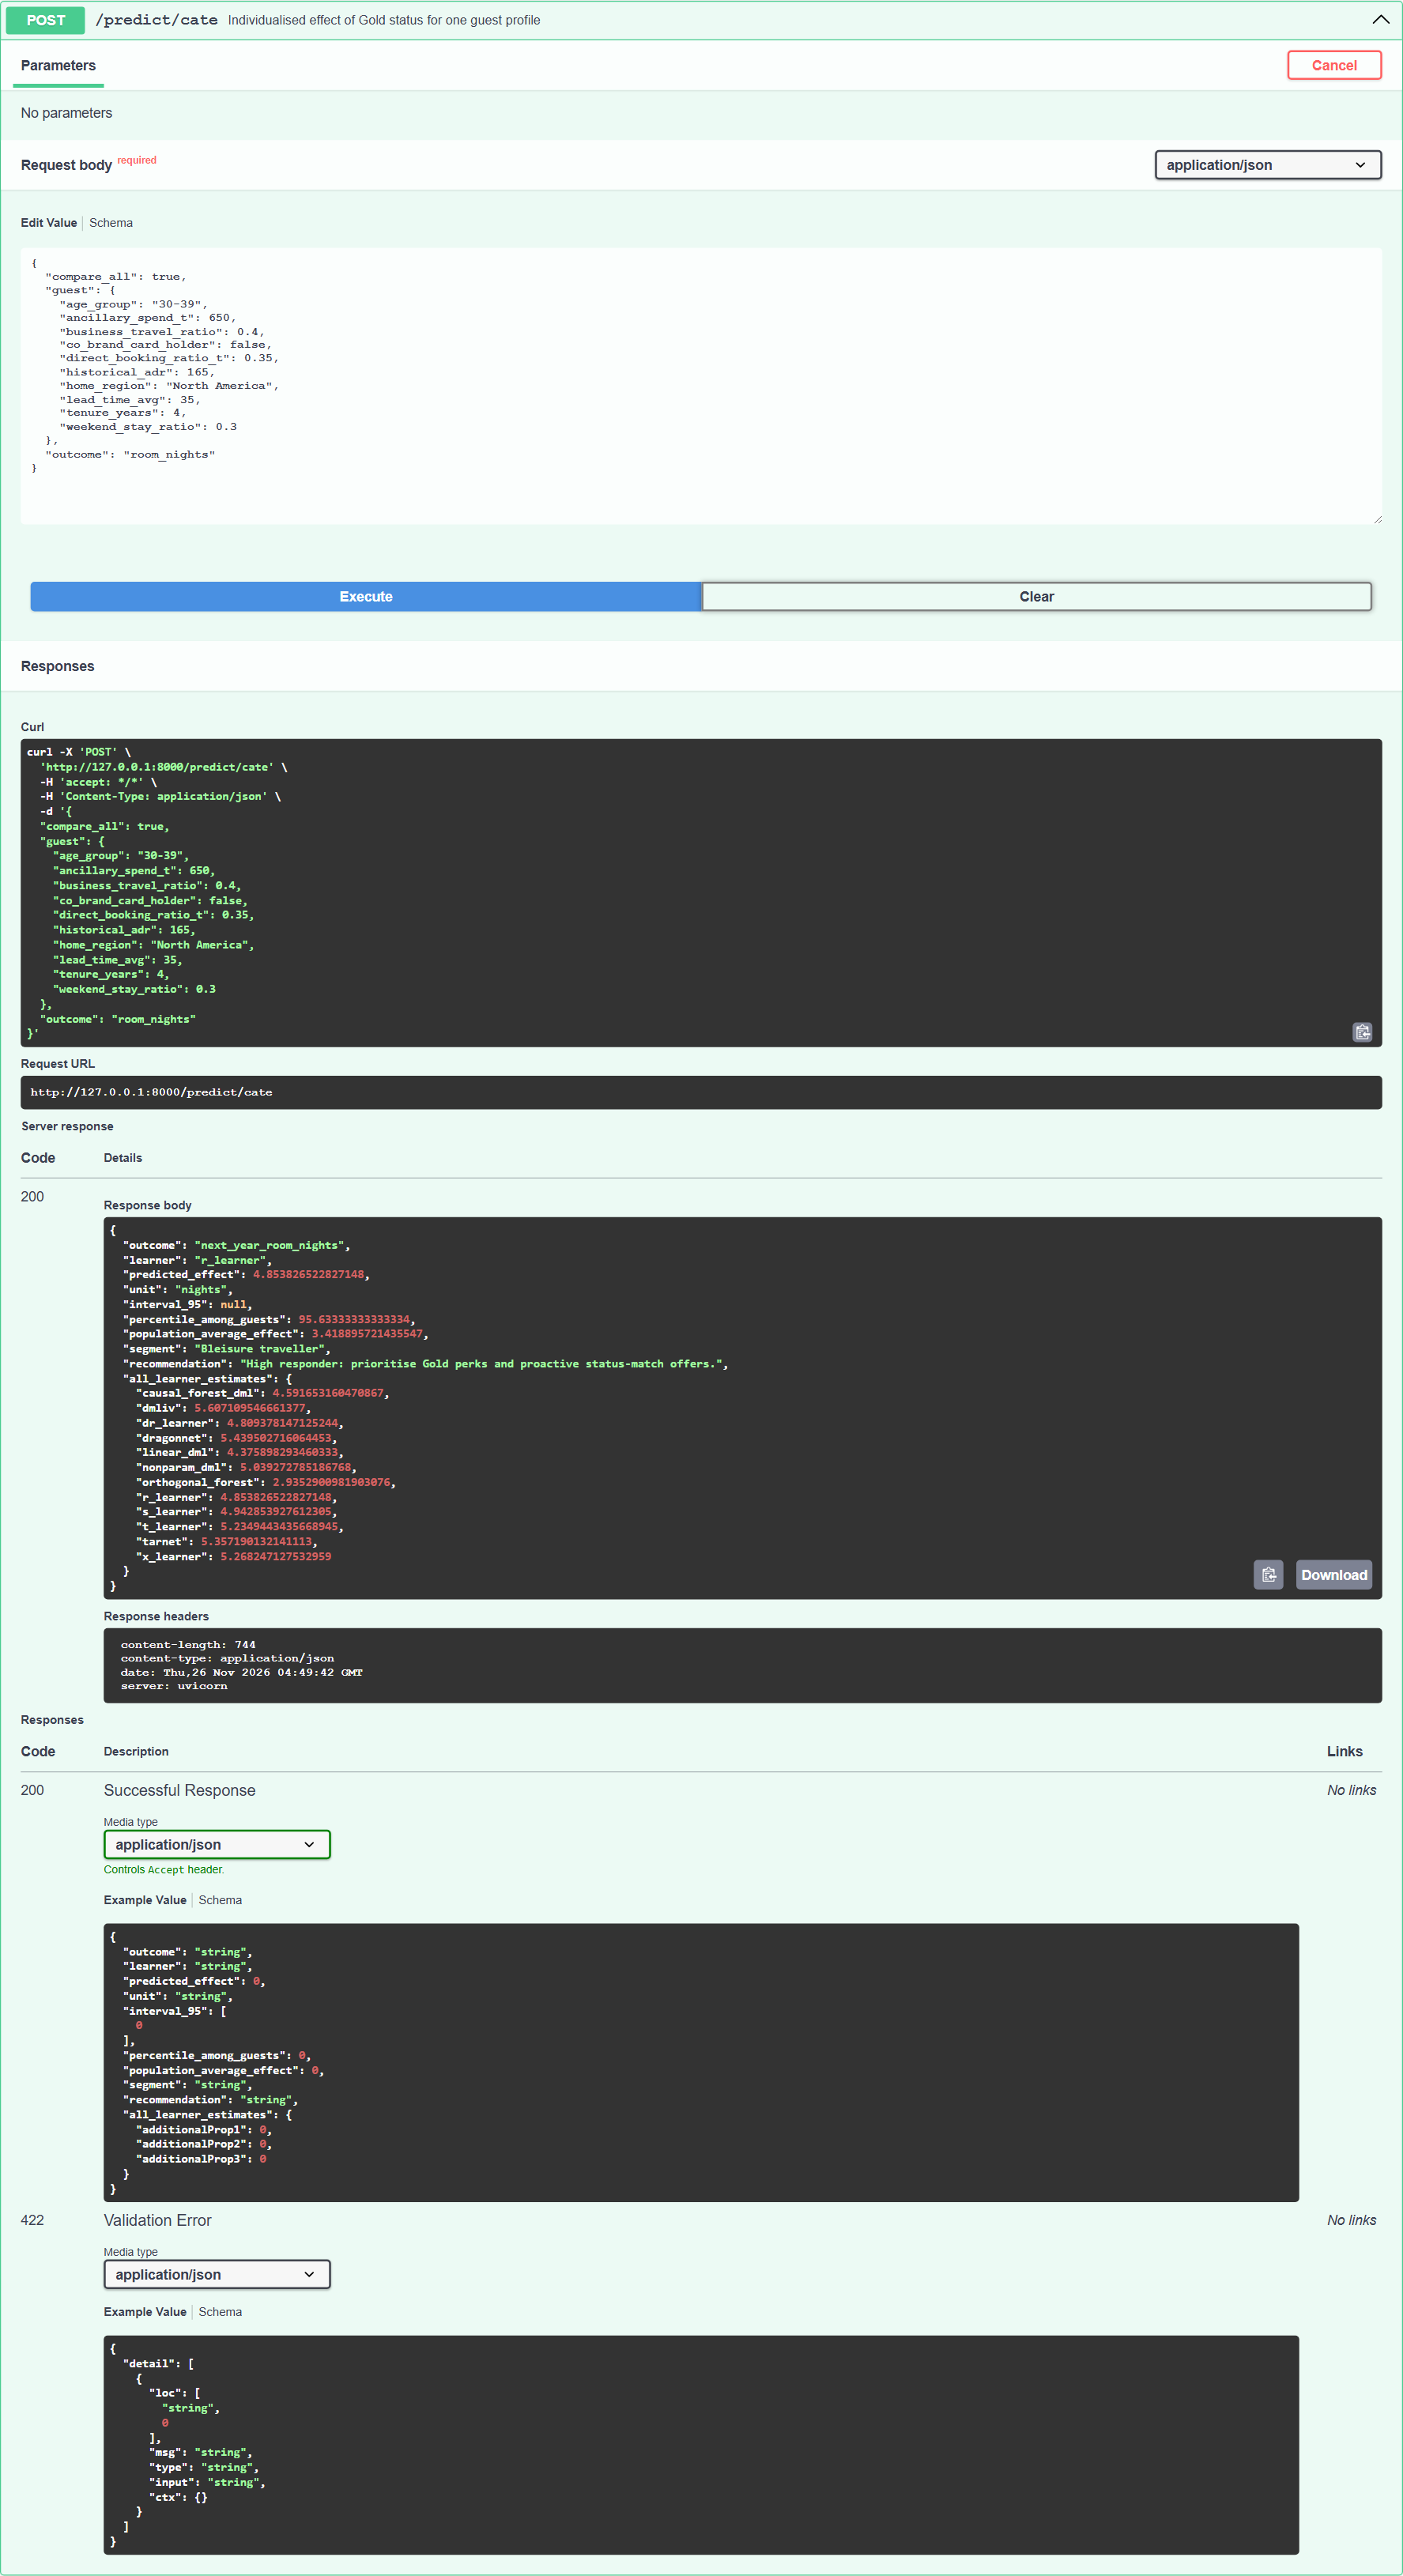 POST /predict/cate Individualised effect of Gold status for one guest profile
Parameters
Cancel
No parameters
Request body required
application/json
Edit Value | Schema
{
  "compare_all": true,
  "guest": {
    "age_group": "30-39",
    "ancillary_spend_t": 650,
    "business_travel_ratio": 0.4,
    "co_brand_card_holder": false,
    "direct_booking_ratio_t": 0.35,
    "historical_adr": 165,
    "home_region": "North America",
    "lead_time_avg": 35,
    "tenure_years": 4,
    "weekend_stay_ratio": 0.3
  },
  "outcome": "room_nights"
}
Execute
Clear
Responses
Curl
curl -X 'POST' \
  'http://127.0.0.1:8000/predict/cate' \
  -H 'accept: */*' \
  -H 'Content-Type: application/json' \
  -d '{
  "compare_all": true,
  "guest": {
    "age_group": "30-39",
    "ancillary_spend_t": 650,
    "business_travel_ratio": 0.4,
    "co_brand_card_holder": false,
    "direct_booking_ratio_t": 0.35,
    "historical_adr": 165,
    "home_region": "North America",
    "lead_time_avg": 35,
    "tenure_years": 4,
    "weekend_stay_ratio": 0.3
  },
  "outcome": "room_nights"
}'
Request URL
http://127.0.0.1:8000/predict/cate
Server response
Code Details
200
Response body
{
  "outcome": "next_year_room_nights",
  "learner": "r_learner",
  "predicted_effect": 4.853826522827148,
  "unit": "nights",
  "interval_95": null,
  "percentile_among_guests": 95.63333333333334,
  "population_average_effect": 3.418895721435547,
  "segment": "Bleisure traveller",
  "recommendation": "High responder: prioritise Gold perks and proactive status-match offers.",
  "all_learner_estimates": {
    "causal_forest_dml": 4.591653160470867,
    "dmliv": 5.607109546661377,
    "dr_learner": 4.809378147125244,
    "dragonnet": 5.439502716064453,
    "linear_dml": 4.375898293460333,
    "nonparam_dml": 5.039272785186768,
    "orthogonal_forest": 2.9352900981903076,
    "r_learner": 4.853826522827148,
    "s_learner": 4.942853927612305,
    "t_learner": 5.2349443435668945,
    "tarnet": 5.357190132141113,
    "x_learner": 5.268247127532959
  }
}
Download
Response headers
content-length: 744
content-type: application/json
date: Thu,26 Nov 2026 04:49:42 GMT
server: uvicorn
Responses
Code Description Links
200 Successful Response No links
Media type
application/json
Controls Accept header.
Example Value | Schema
{
  "outcome": "string",
  "learner": "string",
  "predicted_effect": 0,
  "unit": "string",
  "interval_95": [
    0
  ],
  "percentile_among_guests": 0,
  "population_average_effect": 0,
  "segment": "string",
  "recommendation": "string",
  "all_learner_estimates": {
    "additionalProp1": 0,
    "additionalProp2": 0,
    "additionalProp3": 0
  }
}
422 Validation Error No links
Media type
application/json
Example Value | Schema
{
  "detail": [
    {
      "loc": [
        "string",
        0
      ],
      "msg": "string",
      "type": "string",
      "input": "string",
      "ctx": {}
    }
  ]
}